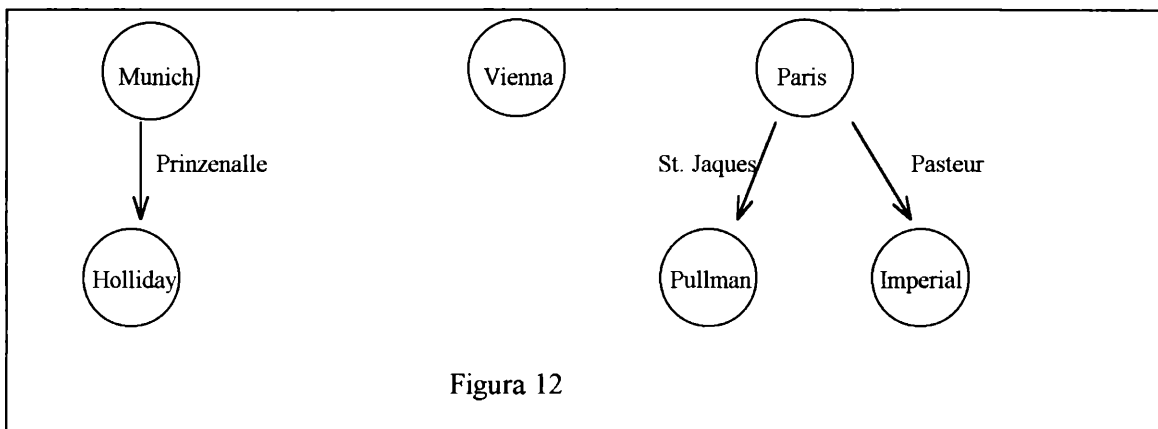 Munich Vienna Paris
Prinzenalle St. Jaques Pasteur
Holliday Pullman Imperial
Figura 12